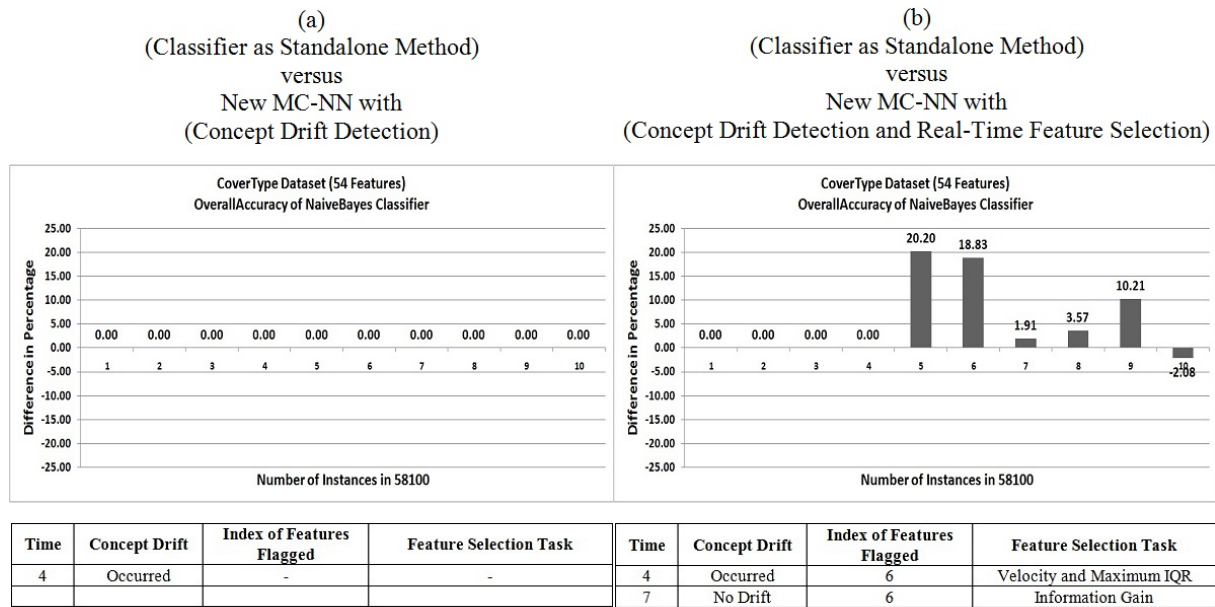 (a)
(Classifier as Standalone Method)
versus
New MC-NN with
(Concept Drift Detection)
CoverType Dataset (54 Features)
OverallAccuracy of NaiveBayes Classifier
Difference in Percentage
25.00
20.00
15.00
10.00
5.00
0.00
-5.00
-10.00
-15.00
-20.00
-25.00
0.00 0.00 0.00 0.00 0.00 0.00 0.00 0.00 0.00 0.00
1 2 3 4 5 6 7 8 9 10
Number of Instances in 58100
Time Concept Drift Index of Features Flagged Feature Selection Task
4 Occurred - -
(b)
(Classifier as Standalone Method)
versus
New MC-NN with
(Concept Drift Detection and Real-Time Feature Selection)
CoverType Dataset (54 Features)
OverallAccuracy of NaiveBayes Classifier
Difference in Percentage
25.00
20.00
15.00
10.00
5.00
0.00
-5.00
-10.00
-15.00
-20.00
-25.00
0.00 0.00 0.00 0.00 20.20 18.83 1.91 3.57 10.21 -2.08
1 2 3 4 5 6 7 8 9 10
Number of Instances in 58100
Time Concept Drift Index of Features Flagged Feature Selection Task
4 Occurred 6 Velocity and Maximum IQR
7 No Drift 6 Information Gain